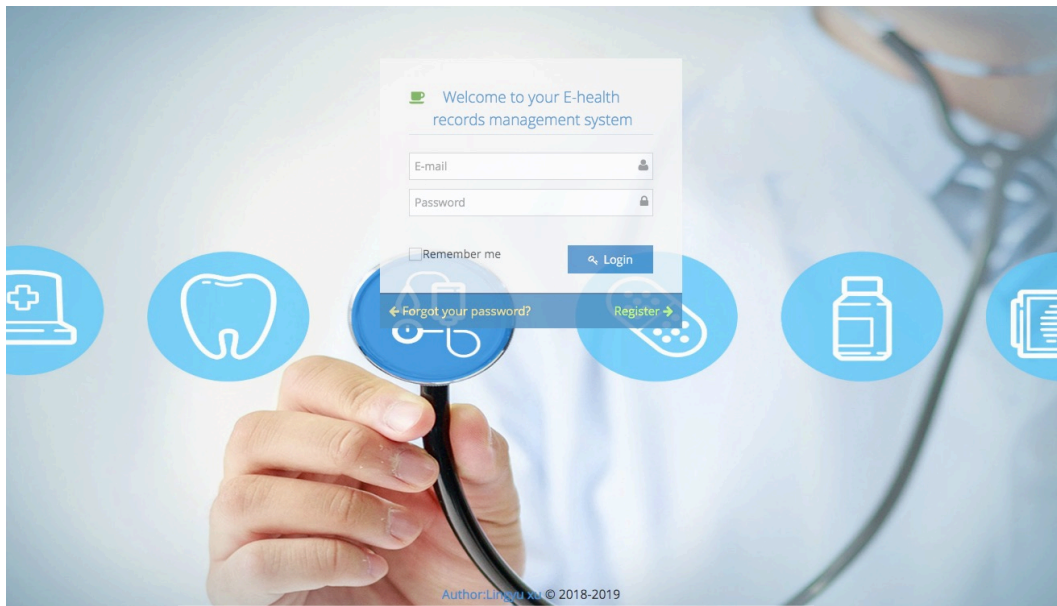 Welcome to your E-health
records management system
E-mail
Password
Remember me
Login
Forgot your password?
Register
Author:Lingyu xu © 2018-2019